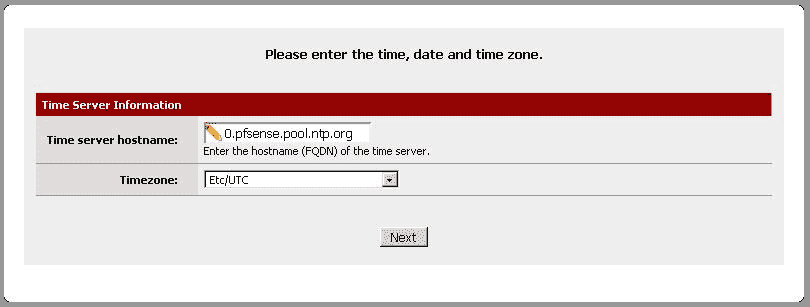 Please enter the time, date and time zone.
Time Server Information
Time server hostname: 0.pfsense.pool.ntp.org
Enter the hostname (FQDN) of the time server.
Timezone: Etc/UTC
Next